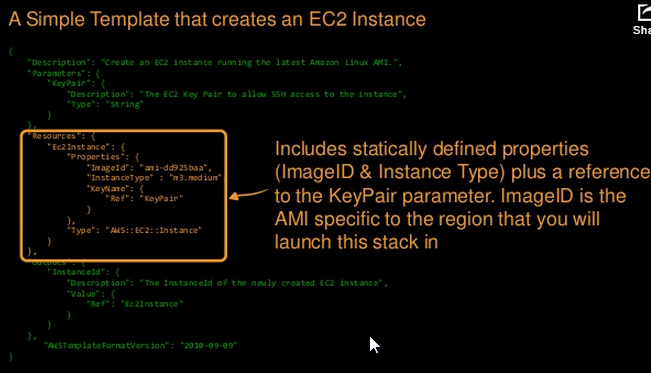 A Simple Template that creates an EC2 Instance
Sha
{
"Description": "Create an EC2 instance running the latest Amazon Linux AMI.",
"Parameters": {
"KeyPair": {
"Description": "The EC2 Key Pair to allow SSH access to the instance",
"Type": "String"
}
},
"Resources": {
"Ec2Instance": {
"Properties": {
"ImageId": "ami-dd925baa",
"InstanceType" : "m3.medium",
"KeyName": {
"Ref": "KeyPair"
}
},
"Type": "AWS::EC2::Instance"
}
},
"Outputs": {
"InstanceId": {
"Description": "The InstanceId of the newly created EC2 instance",
"Value": {
"Ref": "Ec2Instance"
}
}
},
"AWSTemplateFormatVersion": "2010-09-09"
}
Includes statically defined properties
(ImageID & Instance Type) plus a reference
to the KeyPair parameter. ImageID is the
AMI specific to the region that you will
launch this stack in